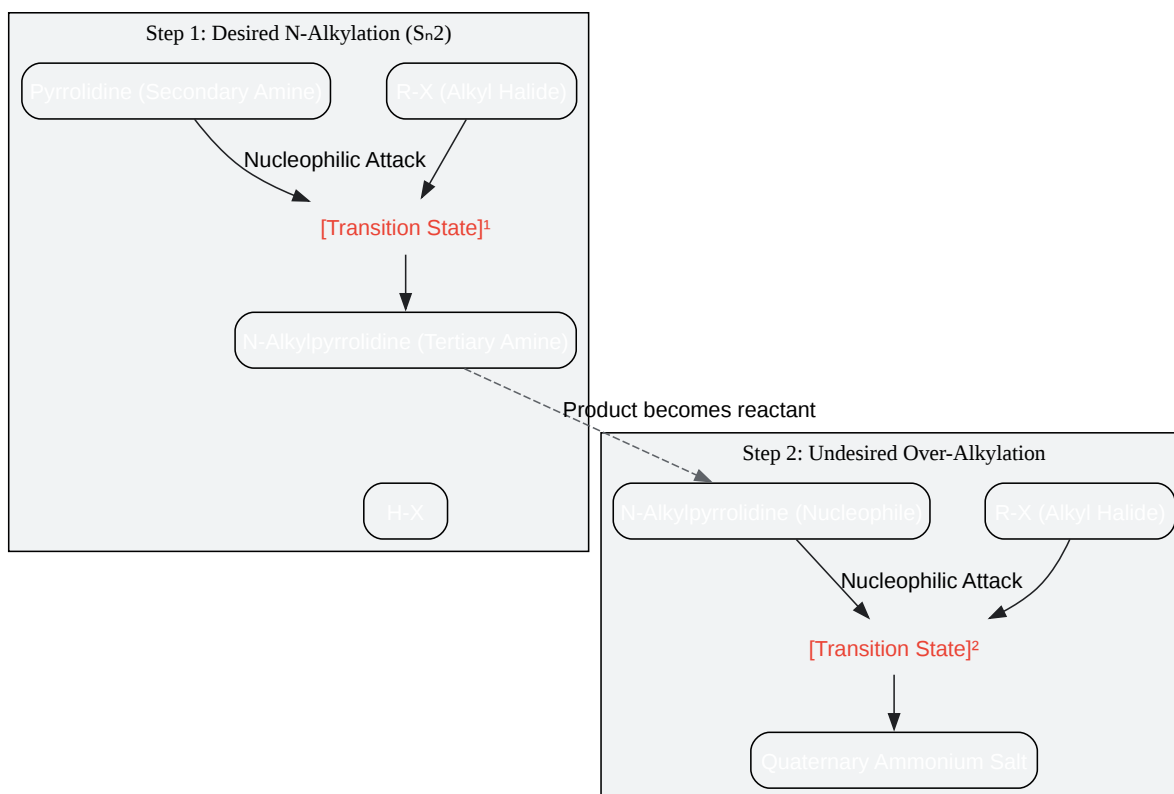 Step 1: Desired N-Alkylation (Sₙ2)
Pyrrolidine (Secondary Amine)
R-X (Alkyl Halide)
Nucleophilic Attack
[Transition State]¹
N-Alkylpyrrolidine (Tertiary Amine)
Product becomes reactant
H-X
Step 2: Undesired Over-Alkylation
N-Alkylpyrrolidine (Nucleophile)
R-X (Alkyl Halide)
Nucleophilic Attack
[Transition State]²
Quaternary Ammonium Salt